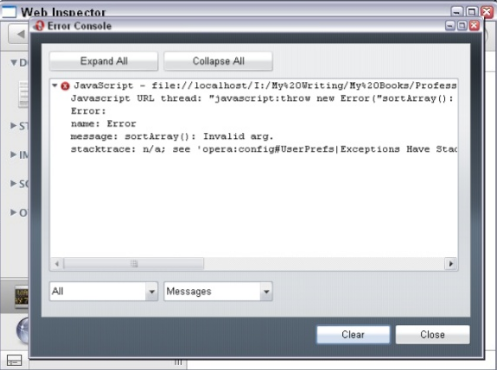 Web Inspector
Error Console
Expand All
Collapse All
JavaScript - file://localhost/I:/My%20Writing/My%20Books/Profess
Javascript URL thread: "javascript:throw new Error("sortArray():
Error:
name: Error
message: sortArray(): Invalid arg.
stacktrace: n/a; see 'opera:config#UserPrefs|Exceptions Have Stac
All
Messages
Clear
Close